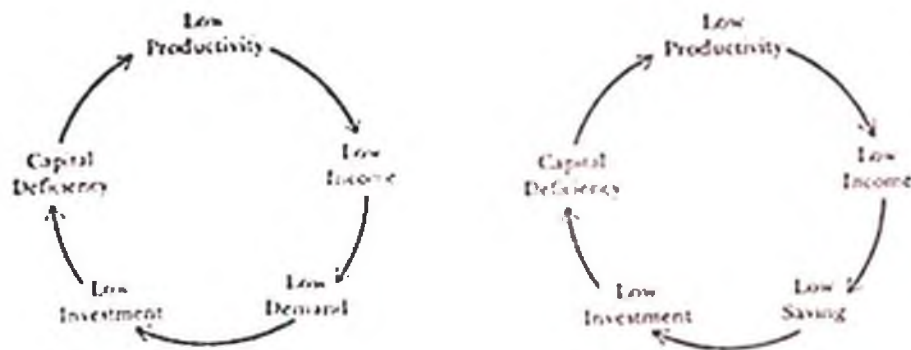 Low
Productivity
Capital
Deficiency
Low
Income
Low
Investment
Low
Demand
Low
Productivity
Capital
Deficiency
Low
Income
Low
Investment
Low
Saving